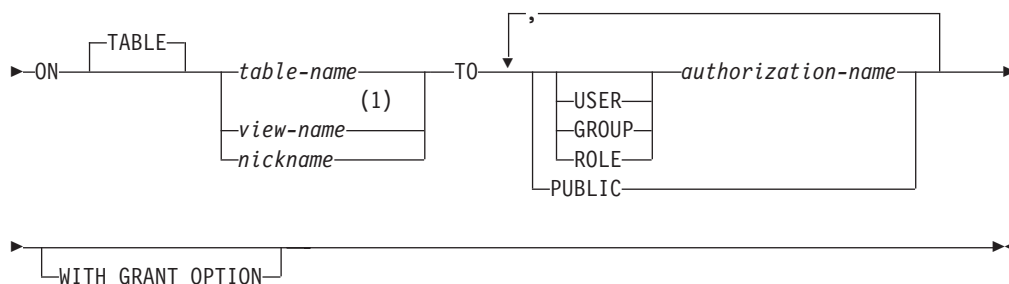 ,
TABLE
ON table-name TO authorization-name
(1) USER
view-name GROUP
nickname ROLE
PUBLIC
WITH GRANT OPTION